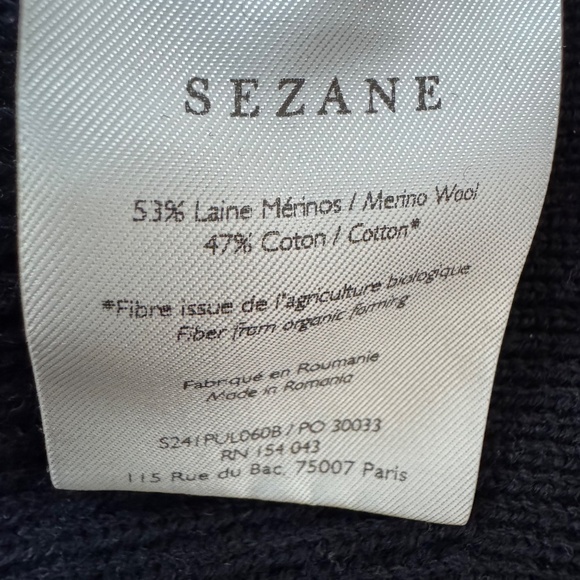 SEZANE
53% Laine Mérinos / Merino Wool
47% Coton / Cotton*
*Fibre issue de l'agriculture biologique
Fiber from organic farming
Fabriqué en Roumanie
Made in Romania
S241PUL060B / PO 30033
RN 154 043
115 Rue du Bac, 75007 Paris